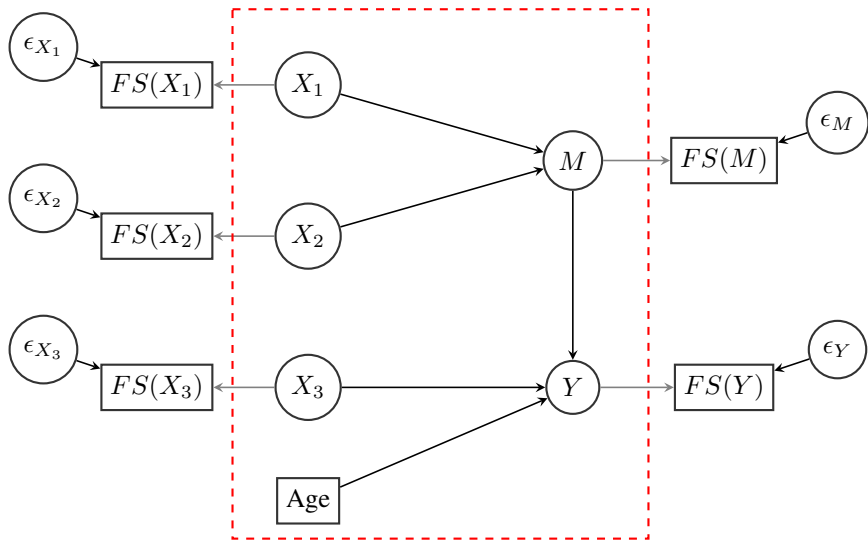 ϵ_{X_1}
FS(X_1)
X_1
ϵ_M
M
FS(M)
ϵ_{X_2}
FS(X_2)
X_2
ϵ_{X_3}
FS(X_3)
X_3
Y
FS(Y)
ϵ_Y
Age